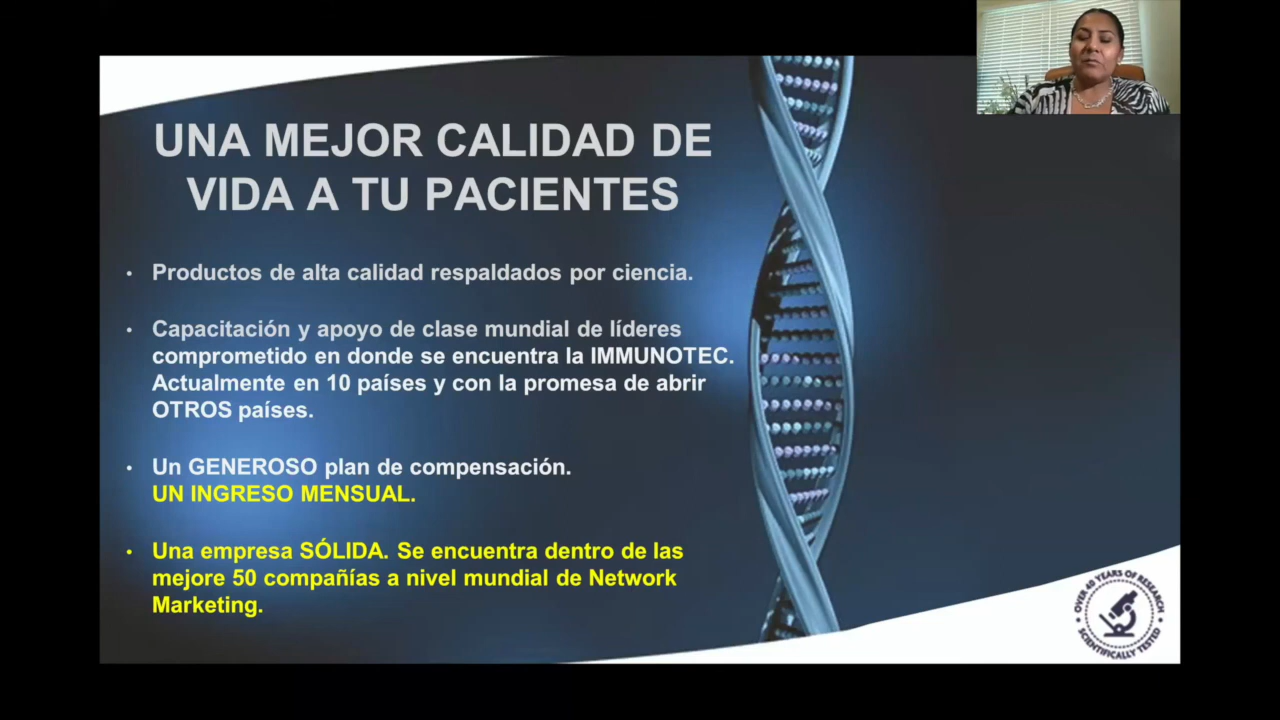 UNA MEJOR CALIDAD DE
VIDA A TU PACIENTES
• Productos de alta calidad respaldados por ciencia.
• Capacitación y apoyo de clase mundial de líderes
comprometido en donde se encuentra la IMMUNOTEC.
Actualmente en 10 países y con la promesa de abrir
OTROS países.
• Un GENEROSO plan de compensación.
UN INGRESO MENSUAL.
• Una empresa SÓLIDA. Se encuentra dentro de las
mejore 50 compañías a nivel mundial de Network
Marketing.
OVER 40 YEARS OF RESEARCH
SCIENTIFICALLY TESTED